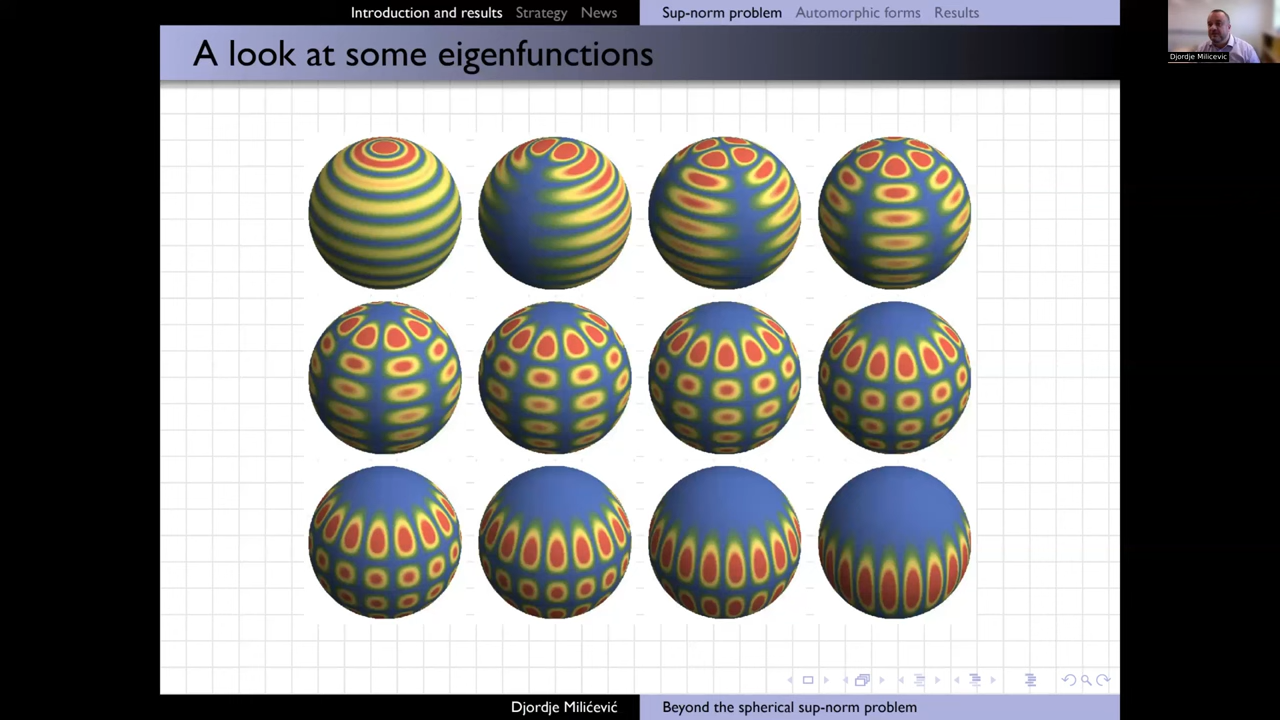 Introduction and results Strategy News Sup-norm problem Automorphic forms Results
A look at some eigenfunctions
Djordje Milicevic
Djordje Milićević Beyond the spherical sup-norm problem